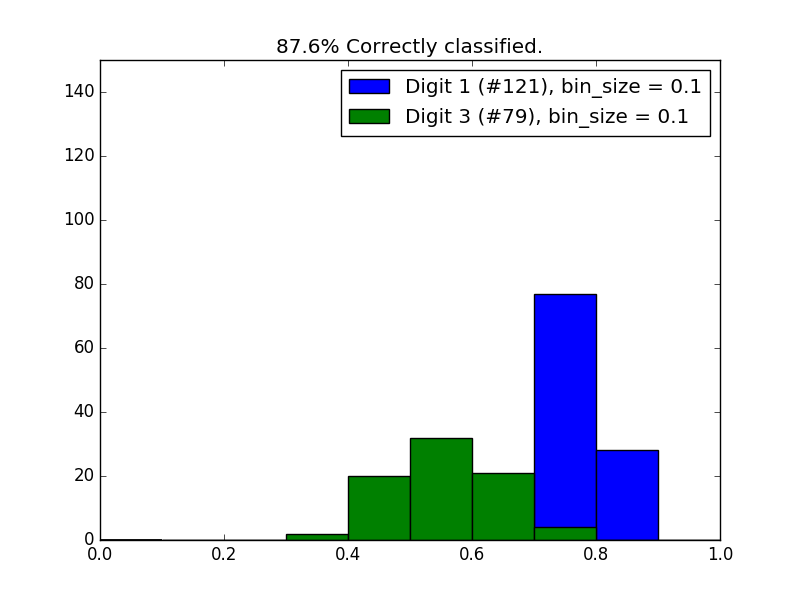 87.6% Correctly classified.
Digit 1 (#121), bin_size = 0.1
Digit 3 (#79), bin_size = 0.1
140
120
100
80
60
40
20
0
0.0 0.2 0.4 0.6 0.8 1.0